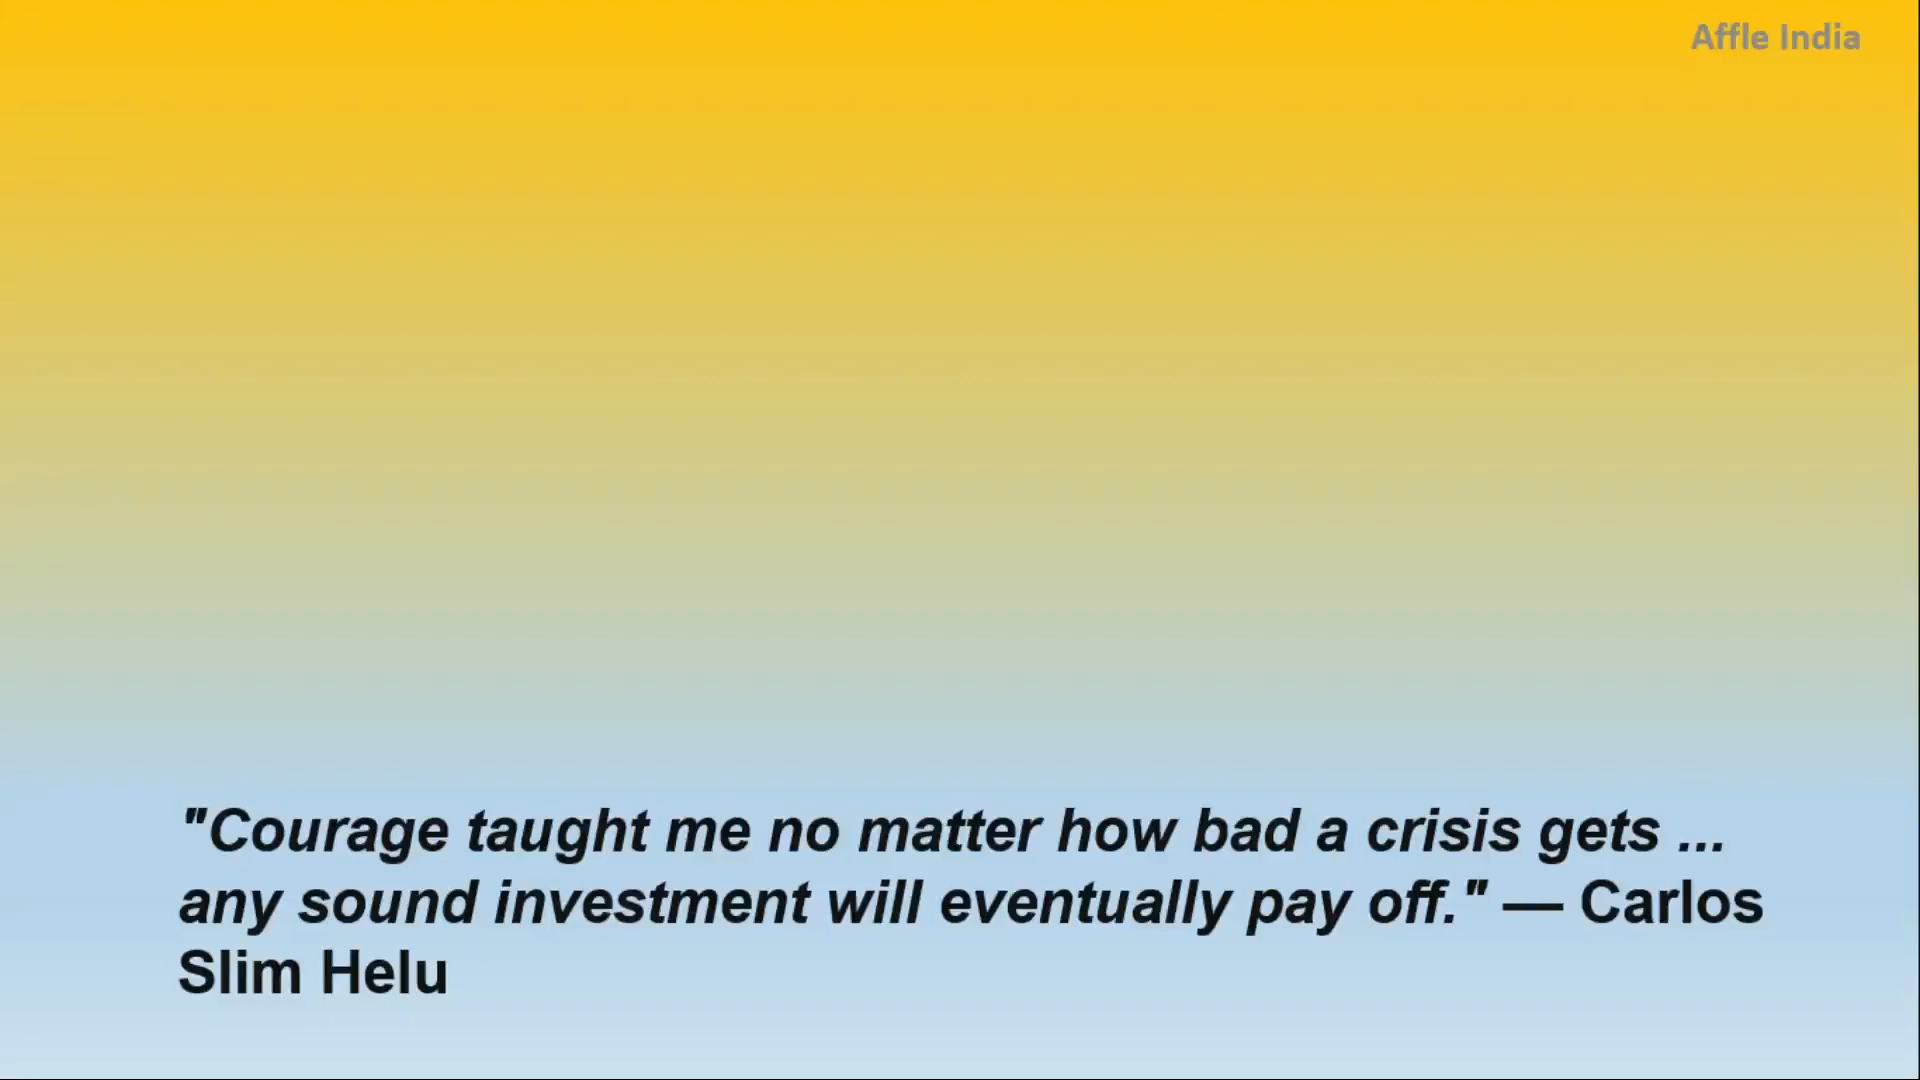 Affle India
"Courage taught me no matter how bad a crisis gets ...
any sound investment will eventually pay off." — Carlos
Slim Helu